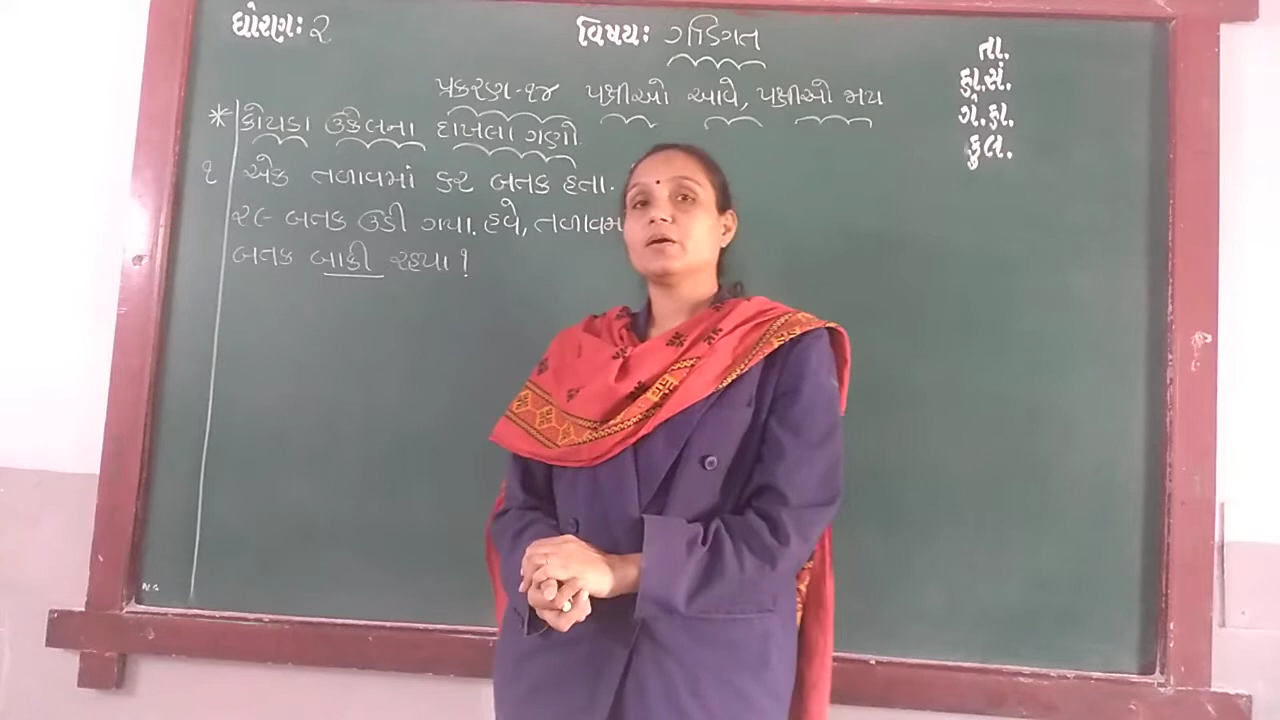 ધોરણ: ૨
વિષય: ગણિત
તા.
હા.સં.
ગે.હા.
કુલ.
પ્રકરણ-૧૪ પક્ષીઓ આવે, પક્ષીઓ જાય
* કોયડા ઉકેલના દાખલા ગણો.
૧ એક તળાવમાં ૬૨ બતક હતા.
૨૯ બતક ઉડી ગયા. હવે, તળાવમ
બતક બાકી રહયા ?